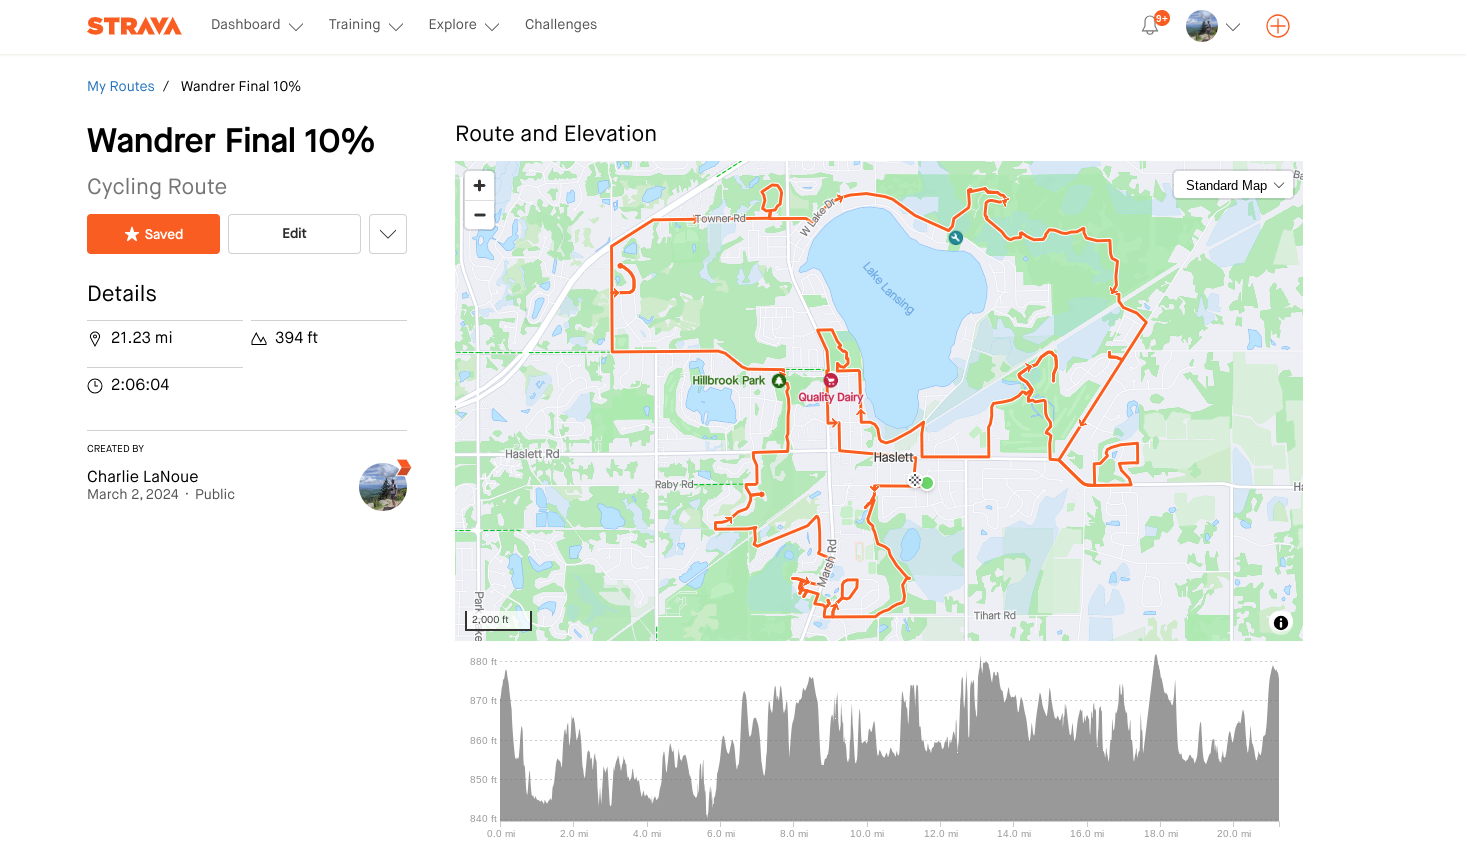 STRAVA
Dashboard
Training
Explore
Challenges
9+
My Routes / Wandrer Final 10%
Wandrer Final 10%
Cycling Route
Saved
Edit
Details
21.23 mi
394 ft
2:06:04
CREATED BY
Charlie LaNoue
March 2, 2024 · Public
Route and Elevation
+
−
Standard Map
Towner Rd
W Lake Dr
Lake Lansing
Hillbrook Park
Quality Dairy
Haslett Rd
Haslett
Raby Rd
Marsh Rd
Tihart Rd
2,000 ft
880 ft
870 ft
860 ft
850 ft
840 ft
0.0 mi
2.0 mi
4.0 mi
6.0 mi
8.0 mi
10.0 mi
12.0 mi
14.0 mi
16.0 mi
18.0 mi
20.0 mi